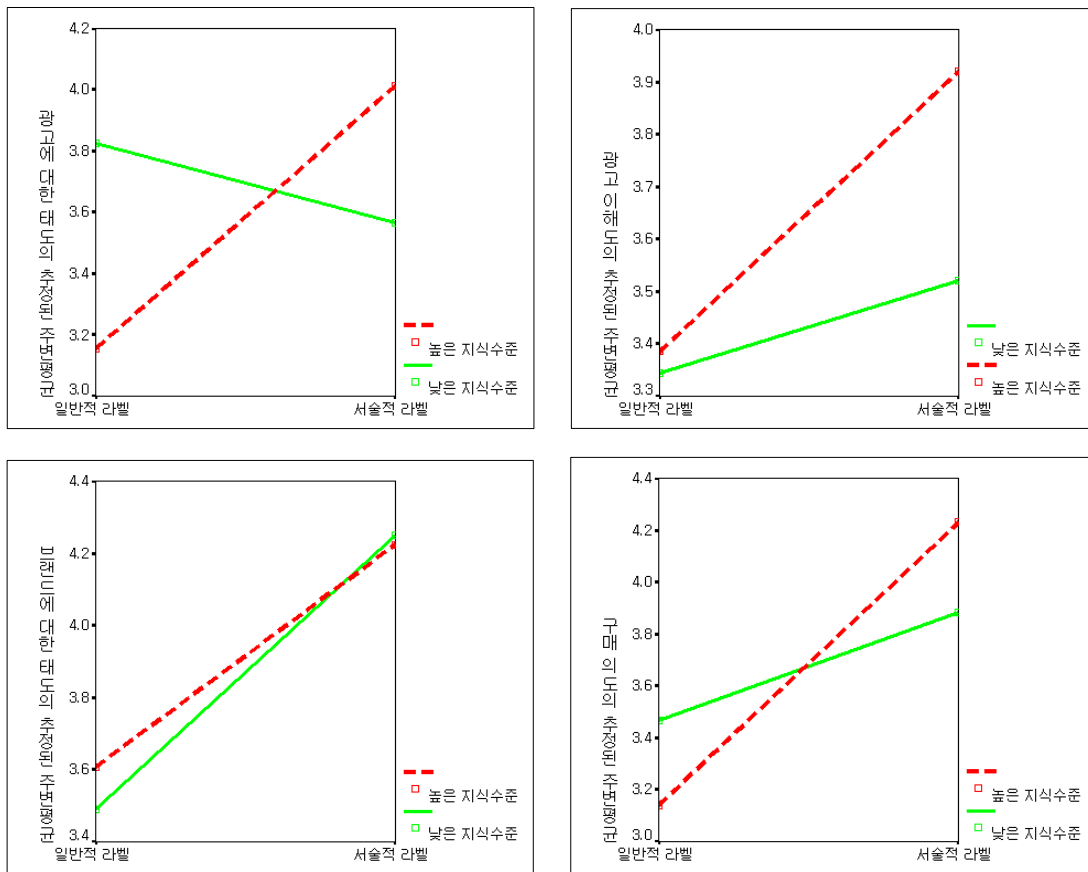 4.2
4.0
3.8
3.6
3.4
3.2
3.0
광고에 대한 태도의 추정된 주변평균
일반적 라벨
서술적 라벨
높은 지식수준
낮은 지식수준
4.0
3.9
3.8
3.7
3.6
3.5
3.4
3.3
광고이해도의 추정된 주변평균
일반적 라벨
서술적 라벨
낮은 지식수준
높은 지식수준
4.4
4.2
4.0
3.8
3.6
3.4
브랜드에 대한 태도의 추정된 주변평균
일반적 라벨
서술적 라벨
높은 지식수준
낮은 지식수준
4.4
4.2
4.0
3.8
3.6
3.4
3.2
3.0
구매의도의 추정된 주변평균
일반적 라벨
서술적 라벨
높은 지식수준
낮은 지식수준